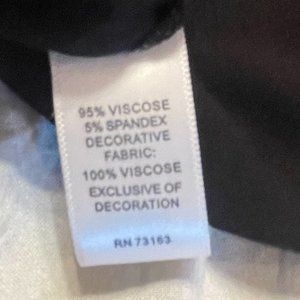 95% VISCOSE
5% SPANDEX
DECORATIVE
FABRIC:
100% VISCOSE
EXCLUSIVE OF
DECORATION
RN 73163